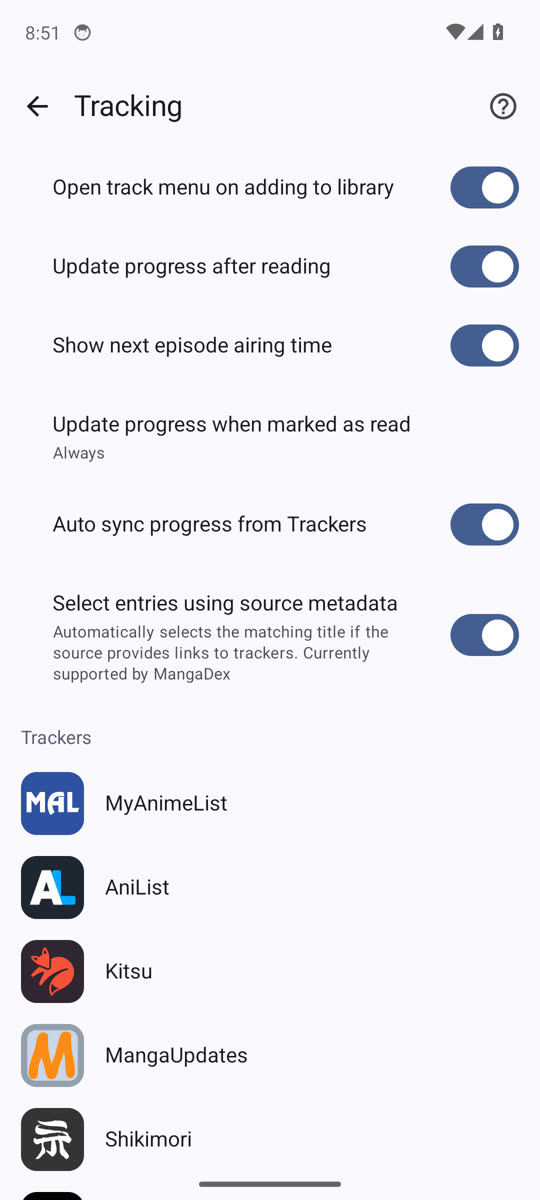 8:51
Tracking
Open track menu on adding to library
Update progress after reading
Show next episode airing time
Update progress when marked as read
Always
Auto sync progress from Trackers
Select entries using source metadata
Automatically selects the matching title if the
source provides links to trackers. Currently
supported by MangaDex
Trackers
MAL
MyAnimeList
AL
AniList
Kitsu
M
MangaUpdates
Shikimori